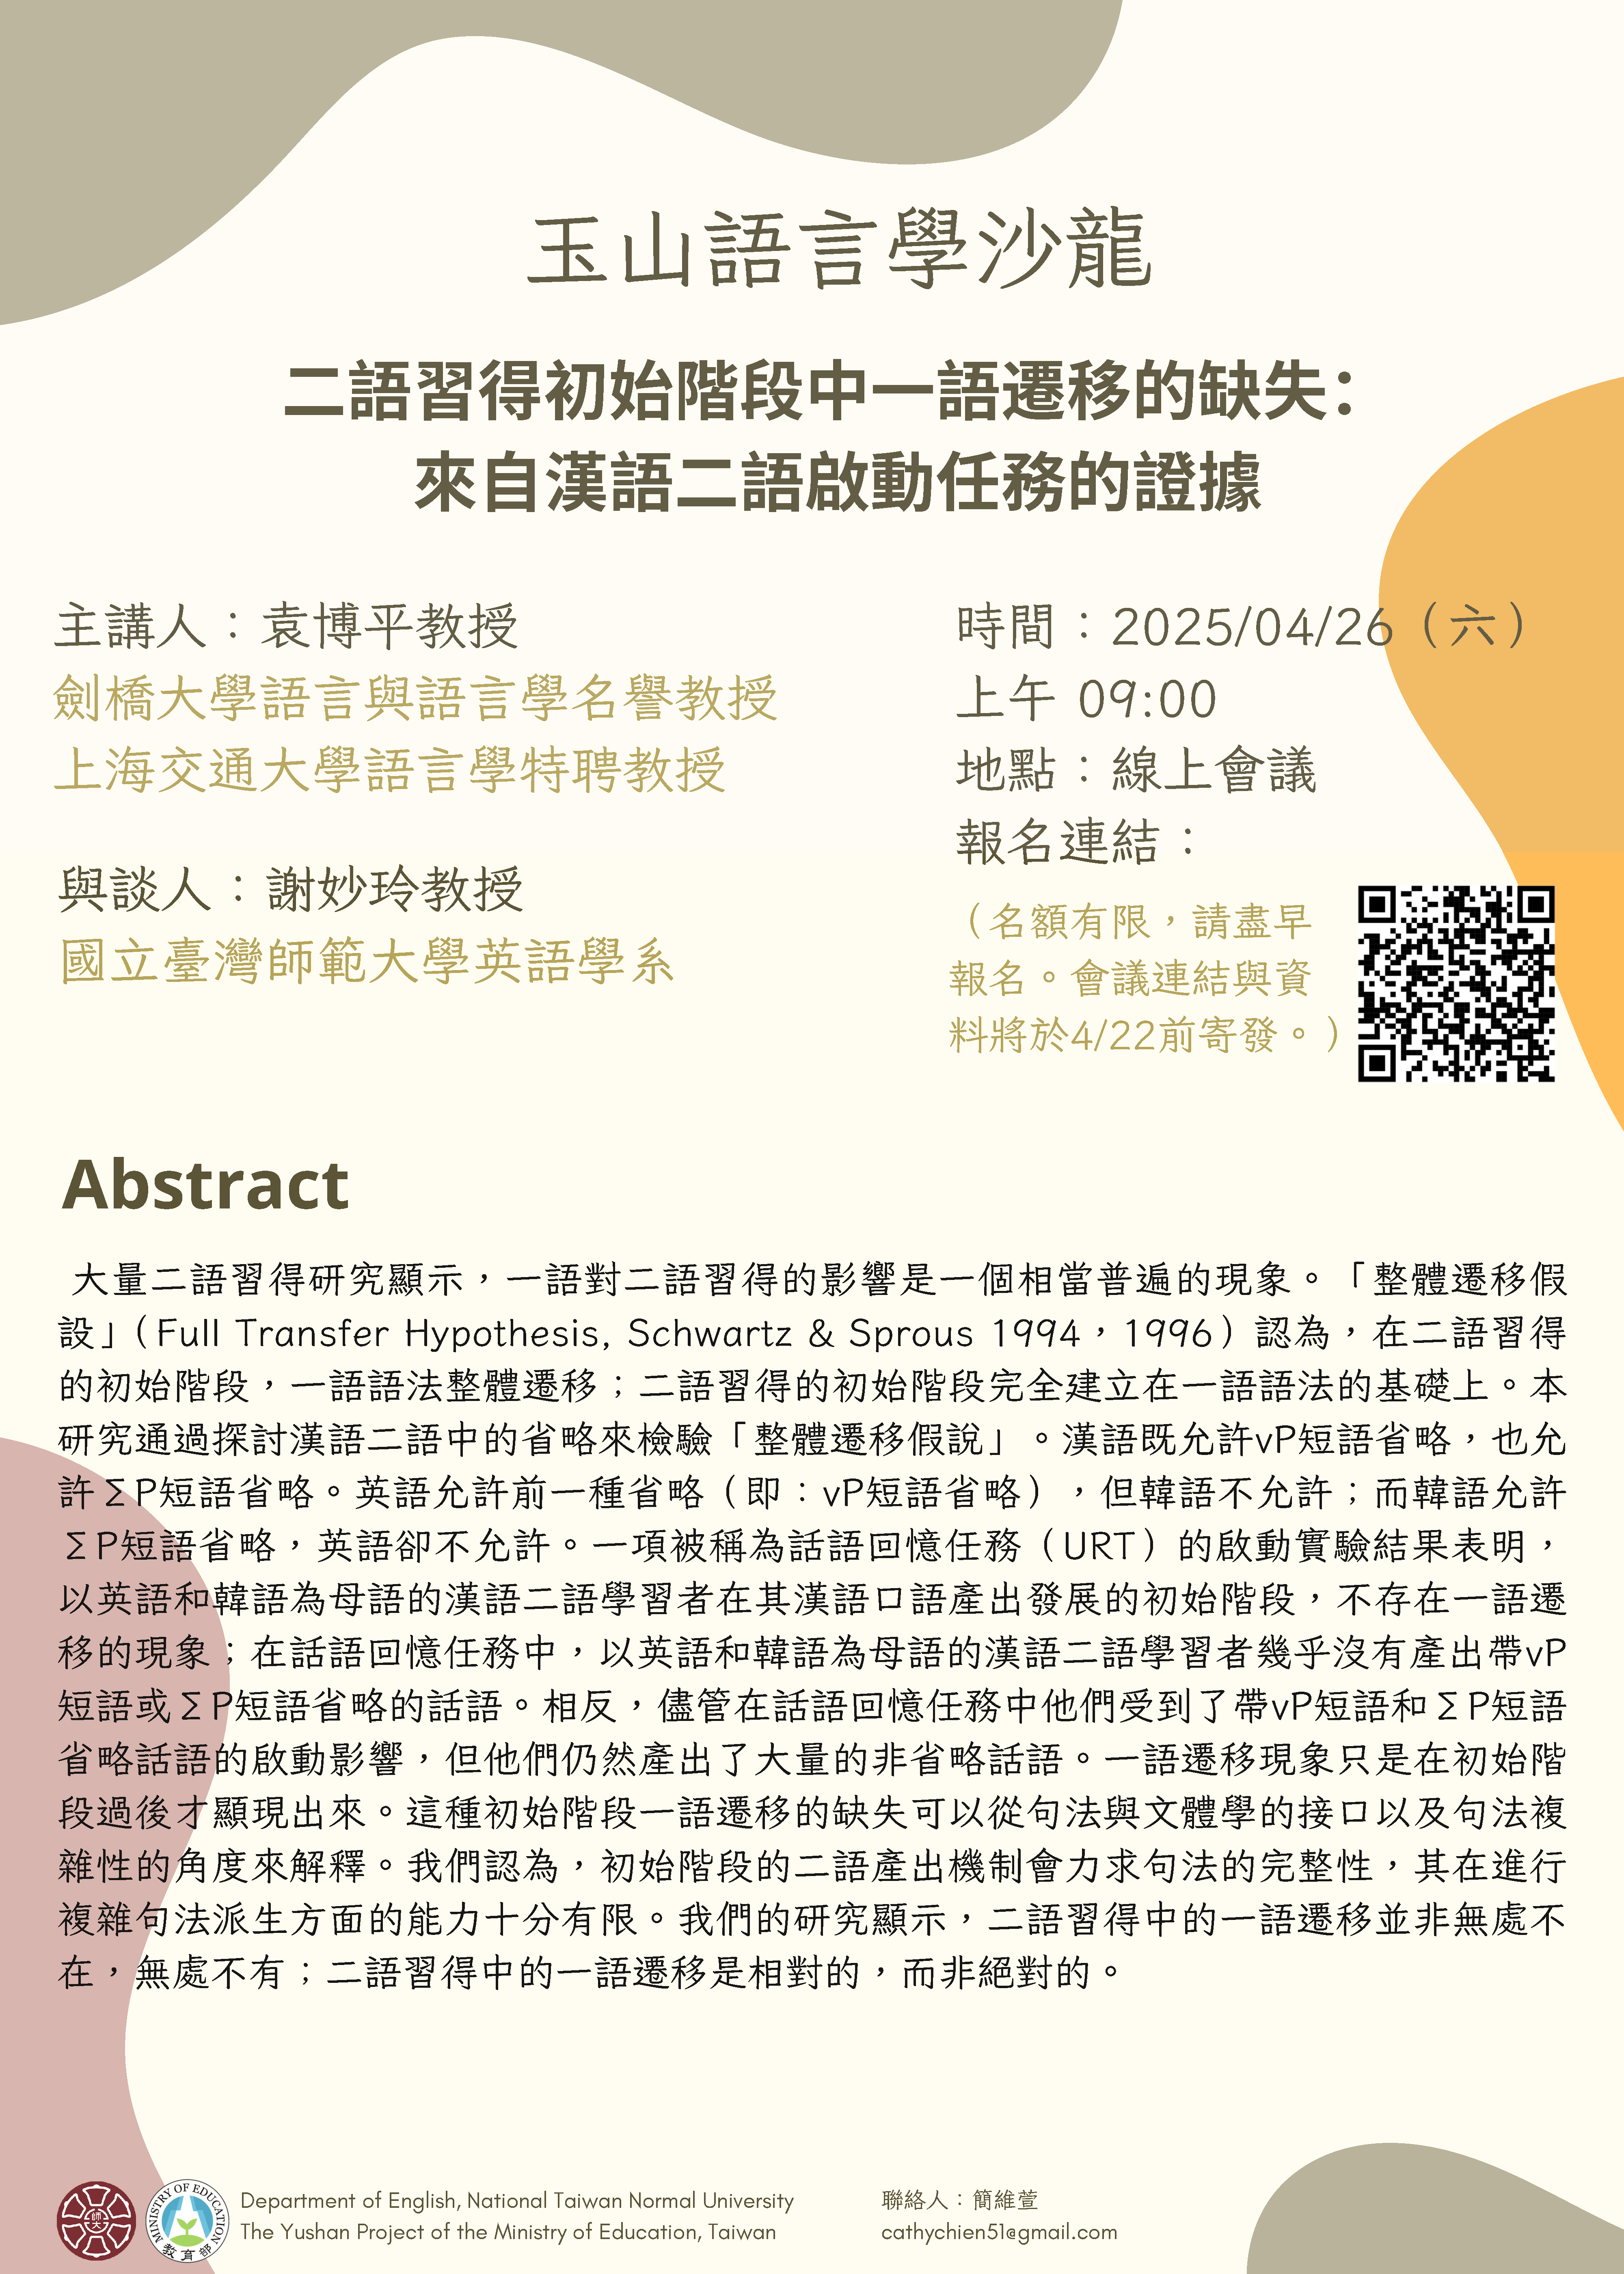 玉山語言學沙龍
二語習得初始階段中一語遷移的缺失：
來自漢語二語啟動任務的證據
主講人：袁博平教授
劍橋大學語言與語言學名譽教授
上海交通大學語言學特聘教授
與談人：謝妙玲教授
國立臺灣師範大學英語學系
時間：2025/04/26（六）
上午 09:00
地點：線上會議
報名連結：
（名額有限，請盡早
報名。會議連結與資
料將於4/22前寄發。）
Abstract
大量二語習得研究顯示，一語對二語習得的影響是一個相當普遍的現象。「整體遷移假
設」（Full Transfer Hypothesis, Schwartz & Sprous 1994，1996）認為，在二語習得
的初始階段，一語語法整體遷移；二語習得的初始階段完全建立在一語語法的基礎上。本
研究通過探討漢語二語中的省略來檢驗「整體遷移假說」。漢語既允許vP短語省略，也允
許ΣP短語省略。英語允許前一種省略（即：vP短語省略），但韓語不允許；而韓語允許
ΣP短語省略，英語卻不允許。一項被稱為話語回憶任務（URT）的啟動實驗結果表明，
以英語和韓語為母語的漢語二語學習者在其漢語口語產出發展的初始階段，不存在一語遷
移的現象；在話語回憶任務中，以英語和韓語為母語的漢語二語學習者幾乎沒有產出帶vP
短語或ΣP短語省略的話語。相反，儘管在話語回憶任務中他們受到了帶vP短語和ΣP短語
省略話語的啟動影響，但他們仍然產出了大量的非省略話語。一語遷移現象只是在初始階
段過後才顯現出來。這種初始階段一語遷移的缺失可以從句法與文體學的接口以及句法複
雜性的角度來解釋。我們認為，初始階段的二語產出機制會力求句法的完整性，其在進行
複雜句法派生方面的能力十分有限。我們的研究顯示，二語習得中的一語遷移並非無處不
在，無處不有；二語習得中的一語遷移是相對的，而非絕對的。
師大
MINISTRY OF EDUCATION
教育部
Department of English, National Taiwan Normal University
The Yushan Project of the Ministry of Education, Taiwan
聯絡人：簡維萱
cathychien51@gmail.com